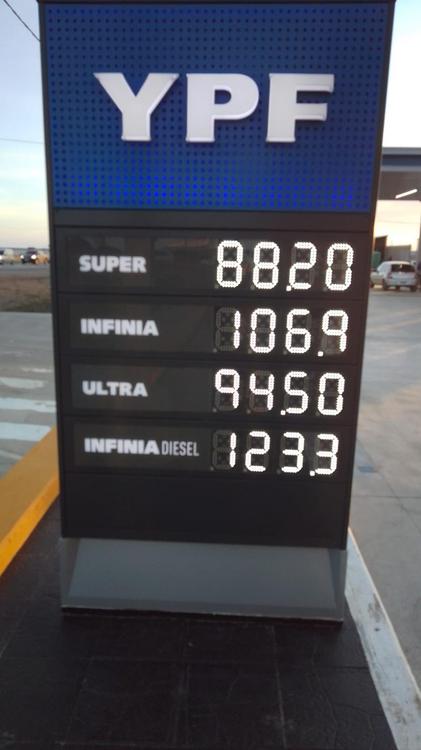 YPF
SUPER 88.20
INFINIA 106.9
ULTRA 94.50
INFINIA DIESEL 123.3